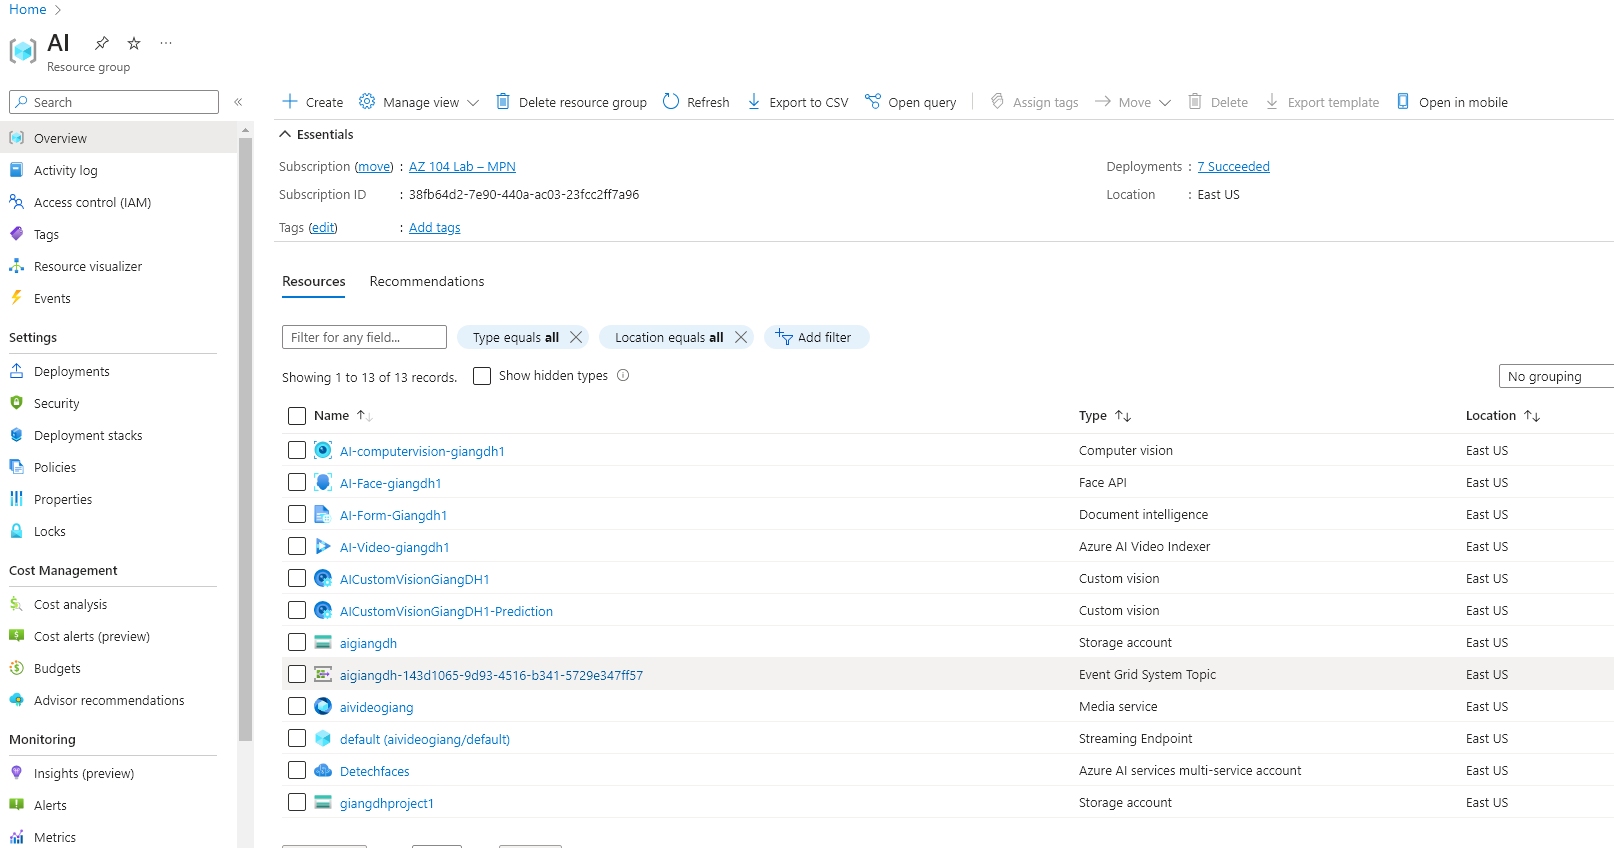 Home
AI
Resource group
Search
Overview
Activity log
Access control (IAM)
Tags
Resource visualizer
Events
Settings
Deployments
Security
Deployment stacks
Policies
Properties
Locks
Cost Management
Cost analysis
Cost alerts (preview)
Budgets
Advisor recommendations
Monitoring
Insights (preview)
Alerts
Metrics
Create Manage view Delete resource group Refresh Export to CSV Open query Assign tags Move Delete Export template Open in mobile
Essentials
Subscription (move) : AZ 104 Lab – MPN Deployments : 7 Succeeded
Subscription ID : 38fb64d2-7e90-440a-ac03-23fcc2ff7a96 Location : East US
Tags (edit) : Add tags
Resources Recommendations
Filter for any field... Type equals all Location equals all Add filter
Showing 1 to 13 of 13 records. Show hidden types No grouping
Name Type Location
AI-computervision-giangdh1 Computer vision East US
AI-Face-giangdh1 Face API East US
AI-Form-Giangdh1 Document intelligence East US
AI-Video-giangdh1 Azure AI Video Indexer East US
AICustomVisionGiangDH1 Custom vision East US
AICustomVisionGiangDH1-Prediction Custom vision East US
aigiangdh Storage account East US
aigiangdh-143d1065-9d93-4516-b341-5729e347ff57 Event Grid System Topic East US
aivideogiang Media service East US
default (aivideogiang/default) Streaming Endpoint East US
Detechfaces Azure AI services multi-service account East US
giangdhproject1 Storage account East US